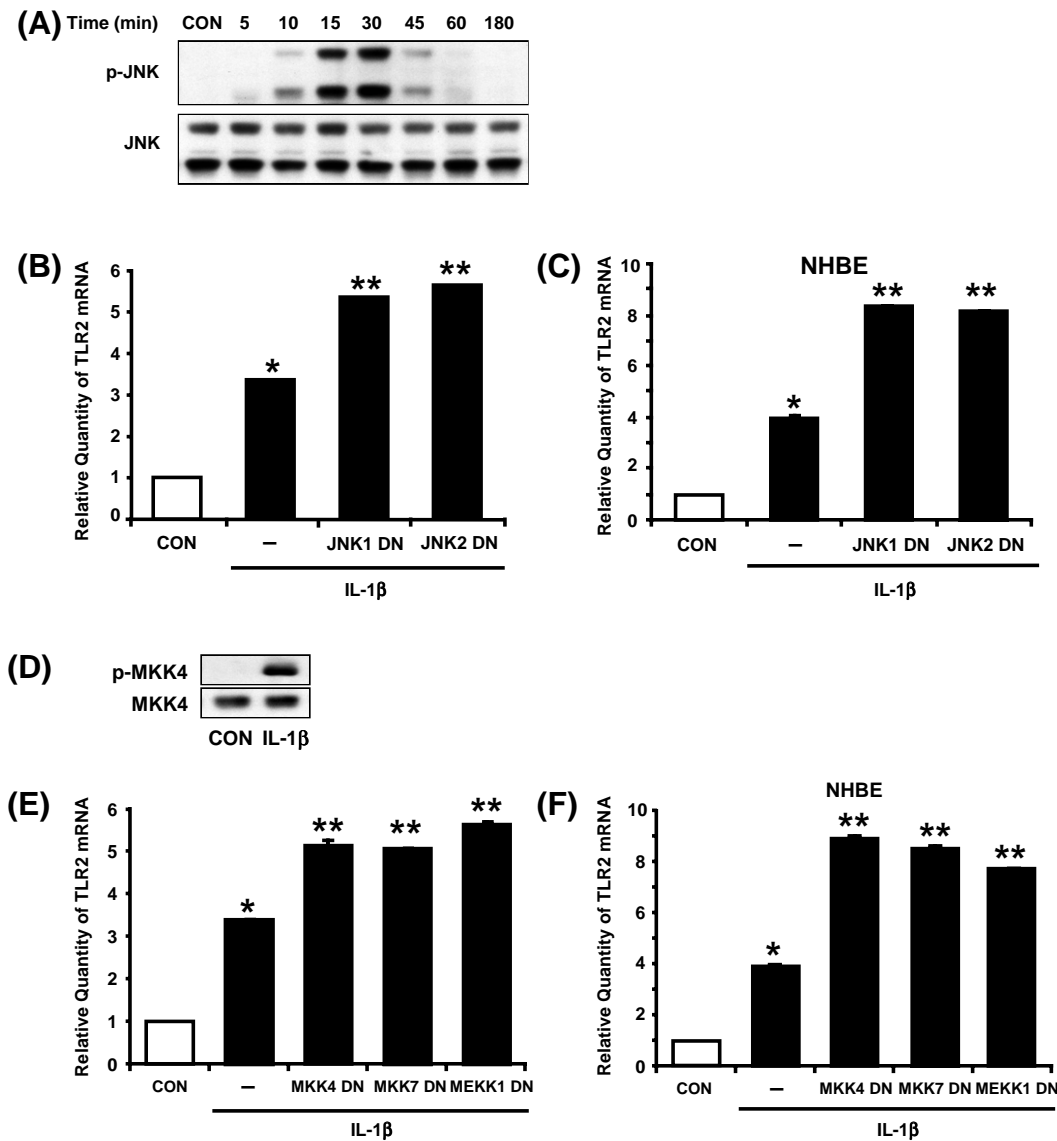 (A) Time (min) CON 5 10 15 30 45 60 180
p-JNK
JNK
(B)
Relative Quantity of TLR2 mRNA
6
5
4
3
2
1
0
*
**
**
CON – JNK1 DN JNK2 DN
IL-1β
(C)
NHBE
Relative Quantity of TLR2 mRNA
10
8
6
4
2
0
*
**
**
CON – JNK1 DN JNK2 DN
IL-1β
(D)
p-MKK4
MKK4
CON IL-1β
(E)
Relative Quantity of TLR2 mRNA
6
5
4
3
2
1
0
*
**
**
**
CON – MKK4 DN MKK7 DN MEKK1 DN
IL-1β
(F)
NHBE
Relative Quantity of TLR2 mRNA
10
8
6
4
2
0
*
**
**
**
CON – MKK4 DN MKK7 DN MEKK1 DN
IL-1β